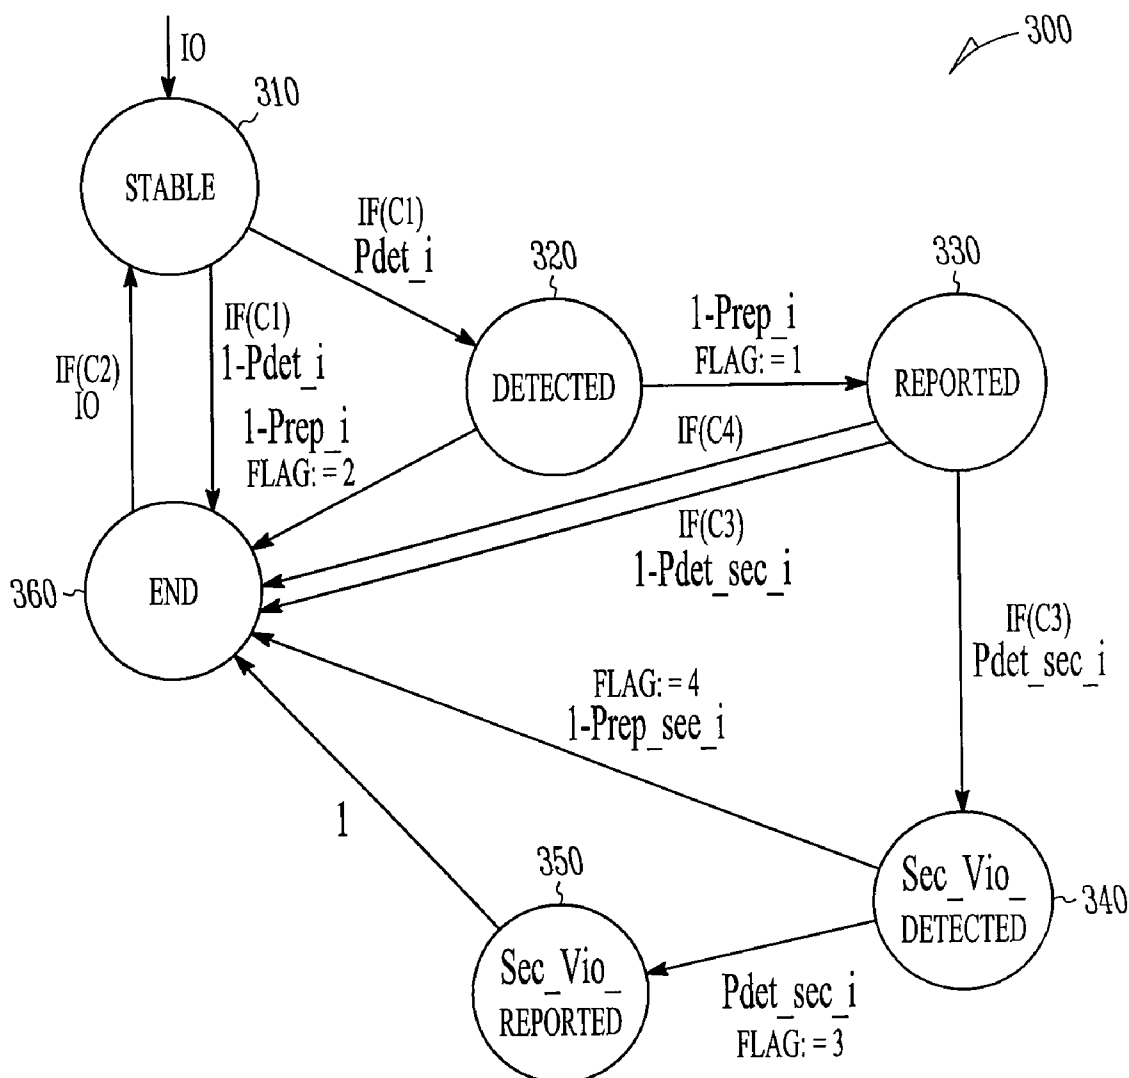 300
IO
310
STABLE
IF(C1)
Pdet_i
320
330
IF(C1)
1-Pdet_i
1-Prep_i
FLAG: = 1
IF(C2)
IO
DETECTED
REPORTED
1-Prep_i
FLAG: = 2
IF(C4)
IF(C3)
1-Pdet_sec_i
360
END
IF(C3)
Pdet_sec_i
FLAG: = 4
1-Prep_see_i
1
350
Sec_Vio_
DETECTED
340
Sec_Vio_
REPORTED
Pdet_sec_i
FLAG: = 3